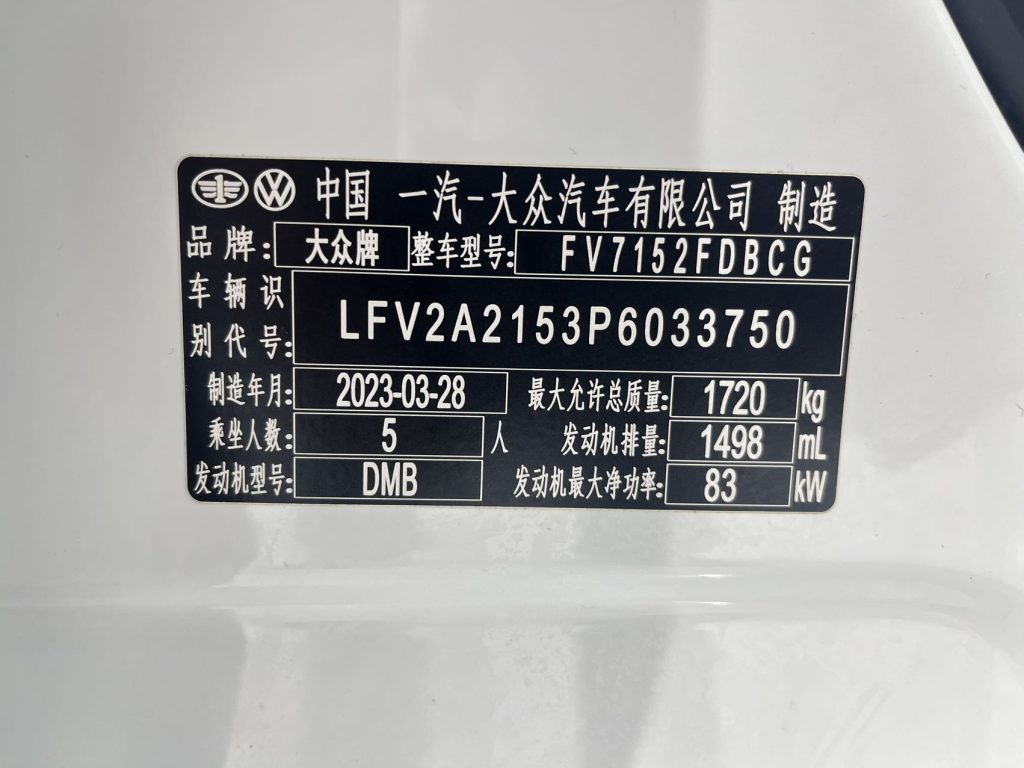 中国 一汽-大众汽车有限公司 制造
品牌: 大众牌 整车型号: FV7152FDBCG
车辆识别代号: LFV2A2153P6033750
制造年月: 2023-03-28 最大允许总质量: 1720 kg
乘坐人数: 5 人 发动机排量: 1498 mL
发动机型号: DMB 发动机最大净功率: 83 kW